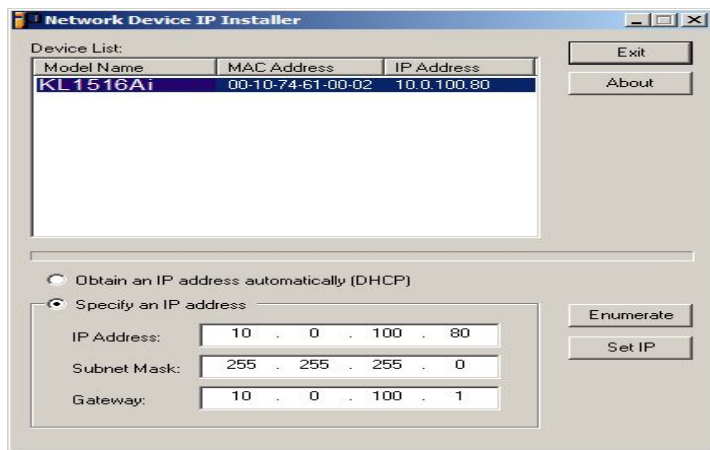 Network Device IP Installer
Device List:
Model Name MAC Address IP Address
KL1516Ai 00-10-74-61-00-02 10.0.100.80
Exit
About
Obtain an IP address automatically (DHCP)
Specify an IP address
IP Address: 10 . 0 . 100 . 80
Subnet Mask: 255 . 255 . 255 . 0
Gateway: 10 . 0 . 100 . 1
Enumerate
Set IP